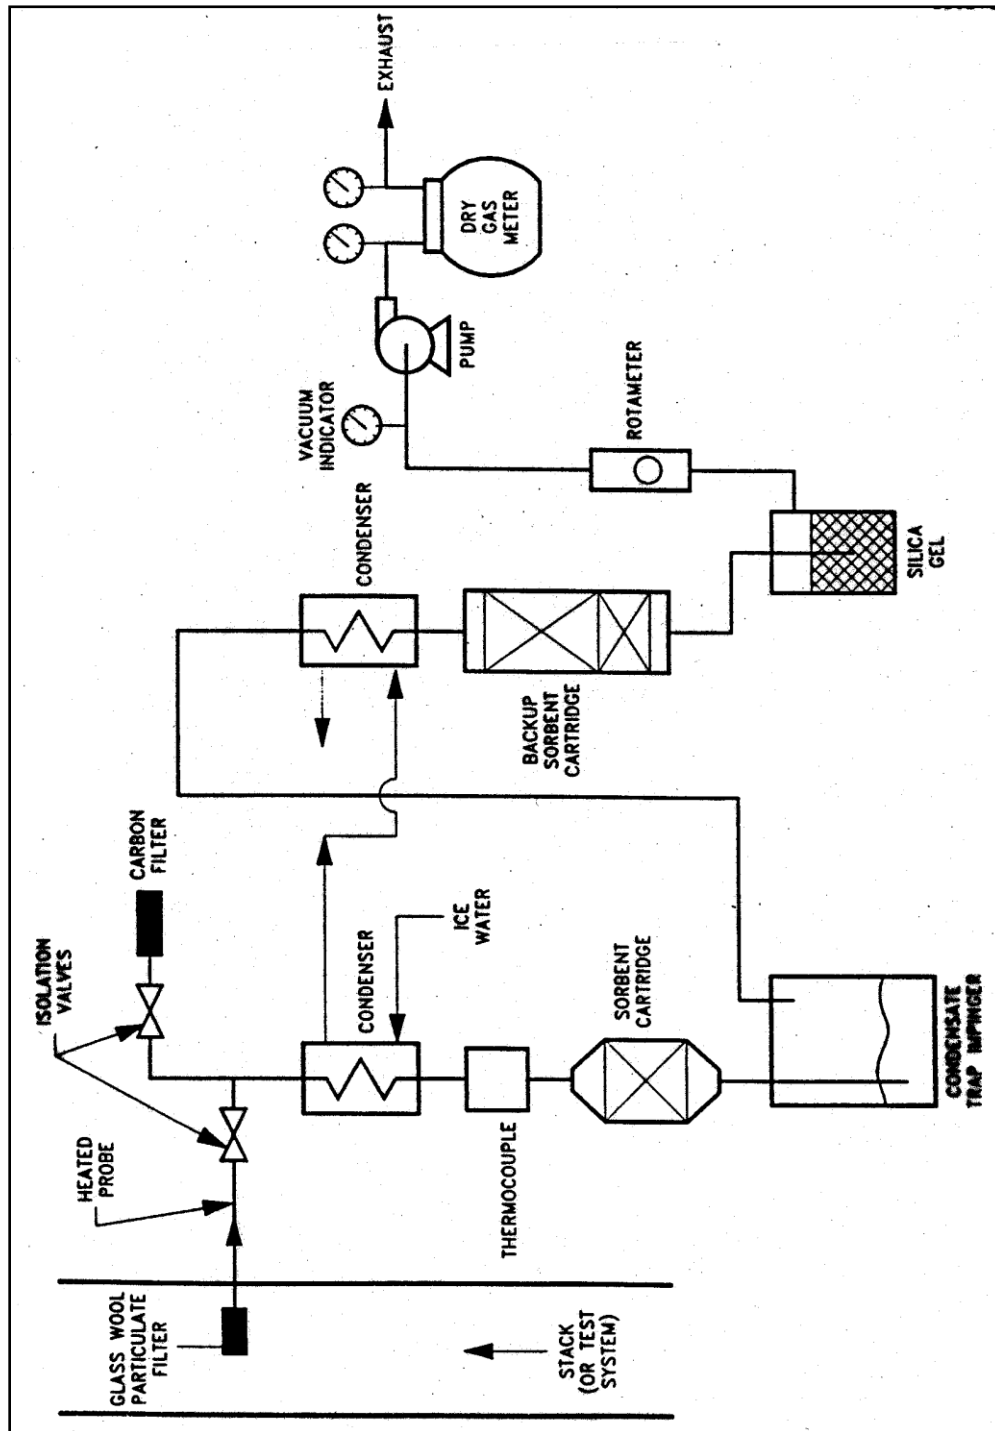 GLASS WOOL
PARTICULATE
FILTER
HEATED
PROBE
ISOLATION
VALVES
CARBON
FILTER
STACK
(OR TEST
SYSTEM)
THERMOCOUPLE
CONDENSER
ICE
WATER
SORBENT
CARTRIDGE
CONDENSATE
TRAP IMPINGER
CONDENSER
BACKUP
SORBENT
CARTRIDGE
SILICA
GEL
ROTAMETER
VACUUM
INDICATOR
PUMP
DRY
GAS
METER
EXHAUST